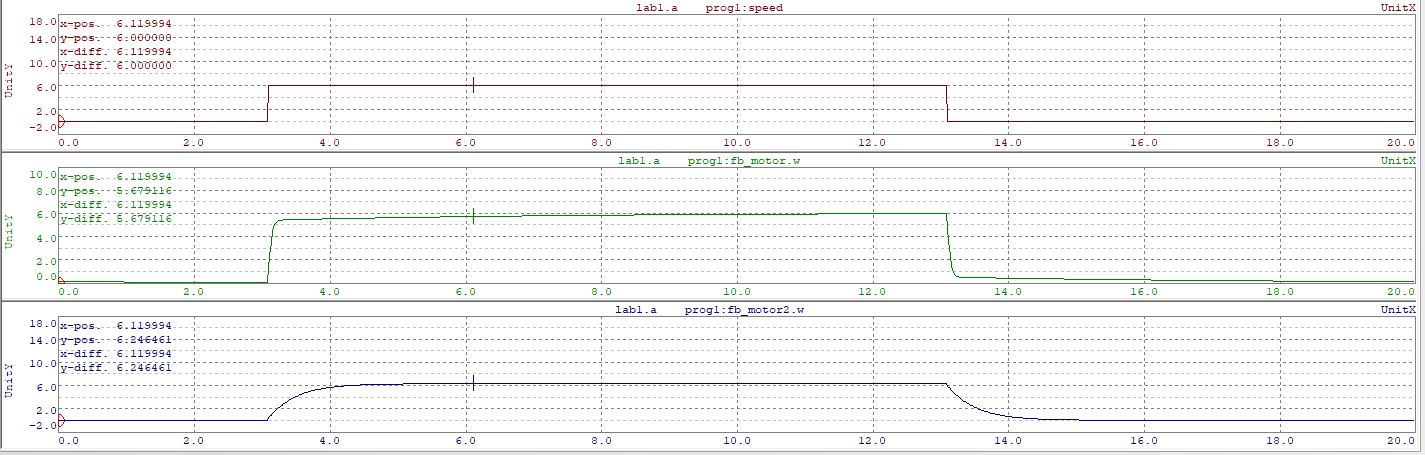 lab1.a prog1:speed UnitX
18.0
14.0
10.0
6.0
2.0
-2.0
UnitY
x-pos. 6.119994
y-pos. 6.000000
x-diff. 6.119994
y-diff. 6.000000
0.0 2.0 4.0 6.0 8.0 10.0 12.0 14.0 16.0 18.0 20.0
lab1.a prog1:fb_motor.w UnitX
10.0
8.0
6.0
4.0
2.0
0.0
UnitY
x-pos. 6.119994
y-pos. 5.679116
x-diff. 6.119994
y-diff. 5.679116
0.0 2.0 4.0 6.0 8.0 10.0 12.0 14.0 16.0 18.0 20.0
lab1.a prog1:fb_motor2.w UnitX
18.0
14.0
10.0
6.0
2.0
-2.0
UnitY
x-pos. 6.119994
y-pos. 6.246461
x-diff. 6.119994
y-diff. 6.246461
0.0 2.0 4.0 6.0 8.0 10.0 12.0 14.0 16.0 18.0 20.0